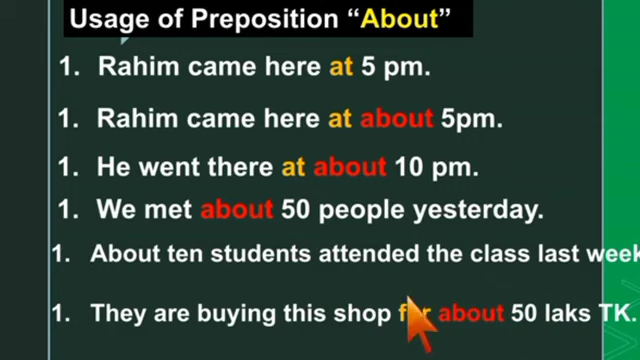 Usage of Preposition “About”
1. Rahim came here at 5 pm.
1. Rahim came here at about 5pm.
1. He went there at about 10 pm.
1. We met about 50 people yesterday.
1. About ten students attended the class last week
1. They are buying this shop for about 50 laks TK.